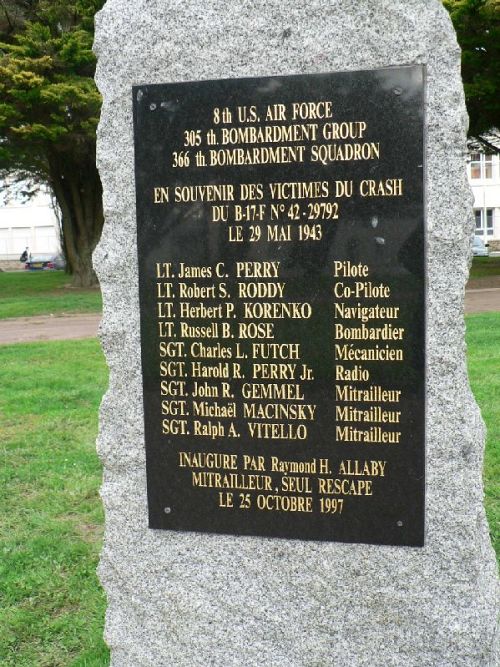 8th U.S. AIR FORCE
305 th. BOMBARDMENT GROUP
366 th. BOMBARDMENT SQUADRON
EN SOUVENIR DES VICTIMES DU CRASH
DU B-17-F N° 42-29792
LE 29 MAI 1943
LT. James C. PERRY Pilote
LT. Robert S. RODDY Co-Pilote
LT. Herbert P. KORENKO Navigateur
LT. Russell B. ROSE Bombardier
SGT. Charles L. FUTCH Mécanicien
SGT. Harold R. PERRY Jr. Radio
SGT. John R. GEMMEL Mitrailleur
SGT. Michaël MACINSKY Mitrailleur
SGT. Ralph A. VITELLO Mitrailleur
INAUGURE PAR Raymond H. ALLABY
MITRAILLEUR, SEUL RESCAPE
LE 25 OCTOBRE 1997